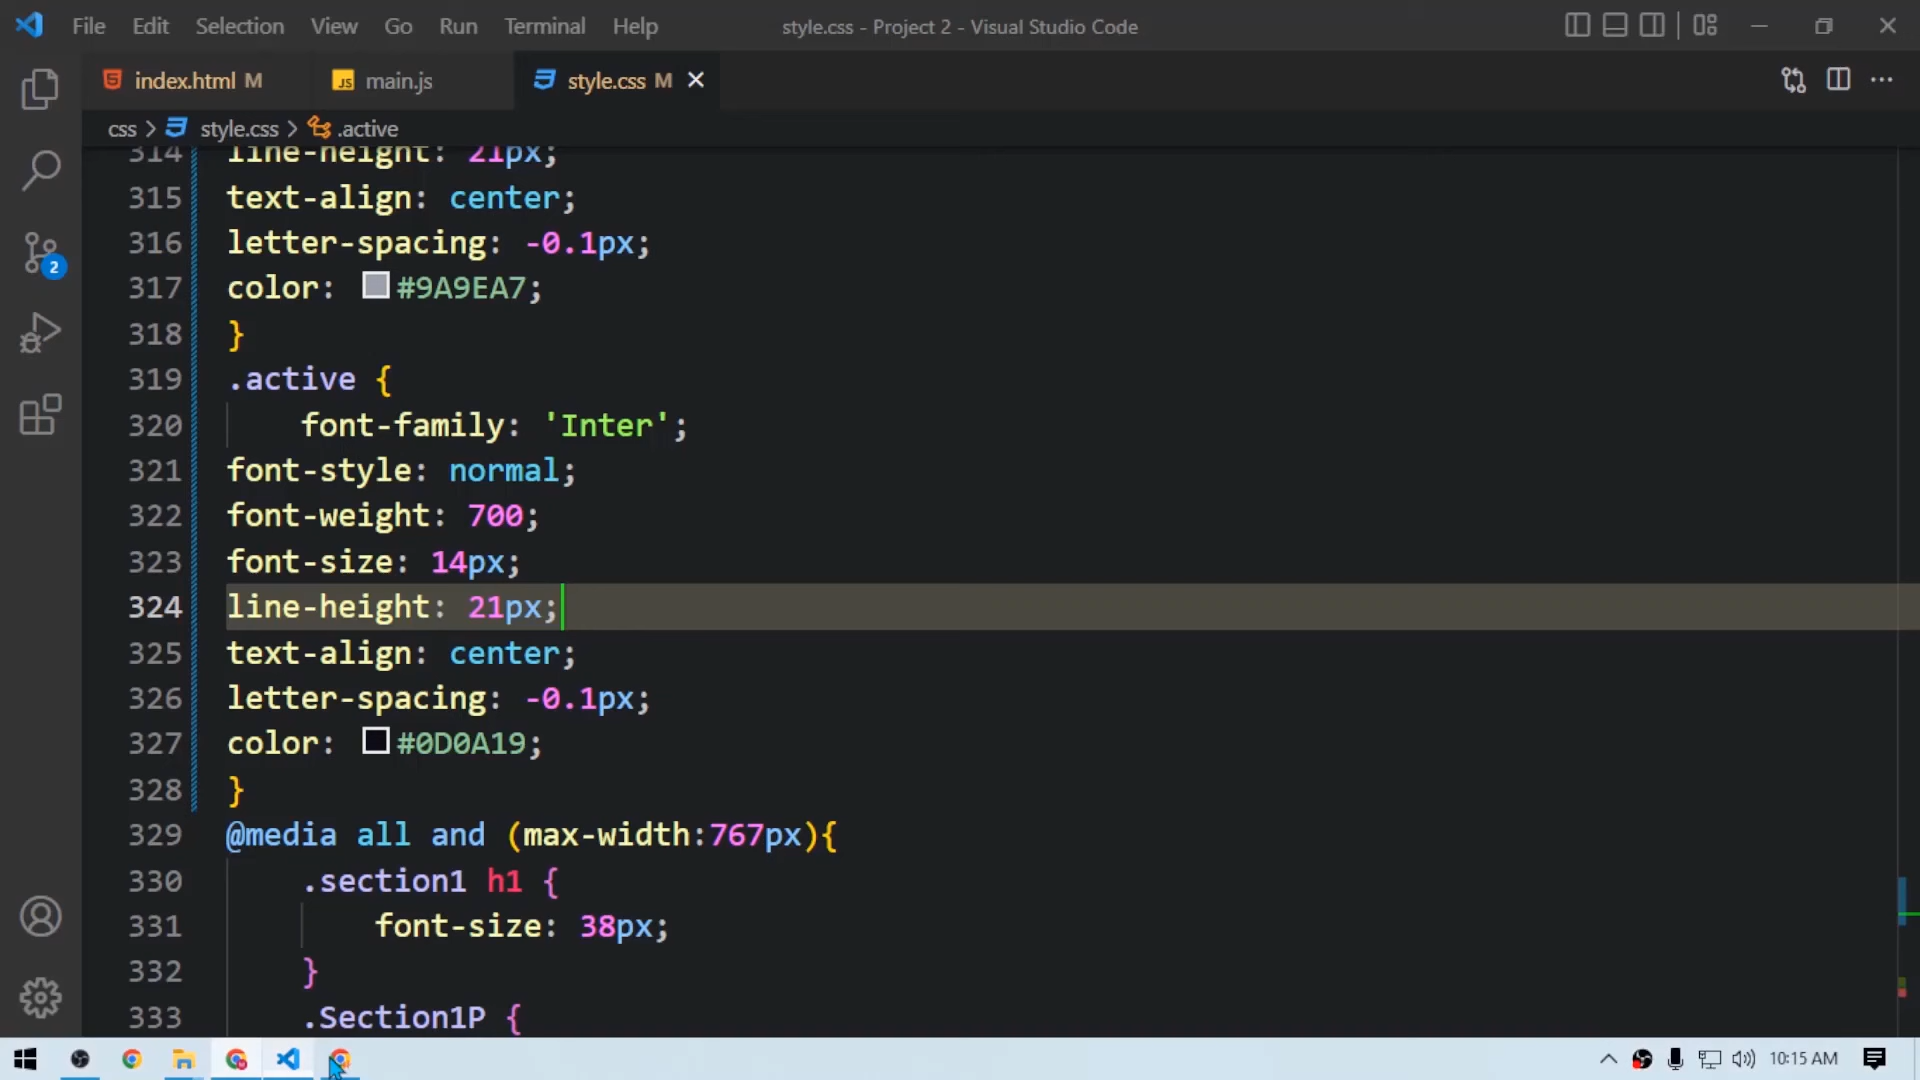 File Edit Selection View Go Run Terminal Help style.css - Project 2 - Visual Studio Code
index.html M JS main.js style.css M
css > style.css > .active
314 line-height: 21px;
315 text-align: center;
316 letter-spacing: -0.1px;
317 color: #9A9EA7;
318 }
319 .active {
320 font-family: 'Inter';
321 font-style: normal;
322 font-weight: 700;
323 font-size: 14px;
324 line-height: 21px;
325 text-align: center;
326 letter-spacing: -0.1px;
327 color: #0D0A19;
328 }
329 @media all and (max-width:767px){
330 .section1 h1 {
331 font-size: 38px;
332 }
333 .Section1P {
2
10:15 AM